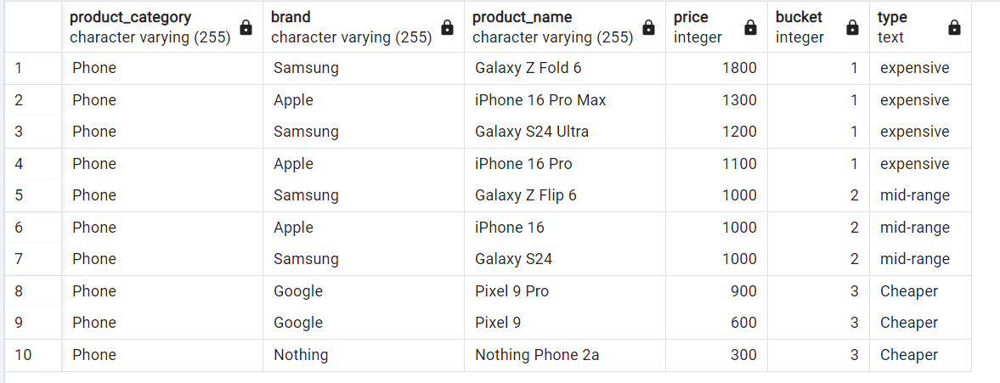 product_category brand product_name price bucket type
character varying (255) character varying (255) character varying (255) integer integer text
1 Phone Samsung Galaxy Z Fold 6 1800 1 expensive
2 Phone Apple iPhone 16 Pro Max 1300 1 expensive
3 Phone Samsung Galaxy S24 Ultra 1200 1 expensive
4 Phone Apple iPhone 16 Pro 1100 1 expensive
5 Phone Samsung Galaxy Z Flip 6 1000 2 mid-range
6 Phone Apple iPhone 16 1000 2 mid-range
7 Phone Samsung Galaxy S24 1000 2 mid-range
8 Phone Google Pixel 9 Pro 900 3 Cheaper
9 Phone Google Pixel 9 600 3 Cheaper
10 Phone Nothing Nothing Phone 2a 300 3 Cheaper